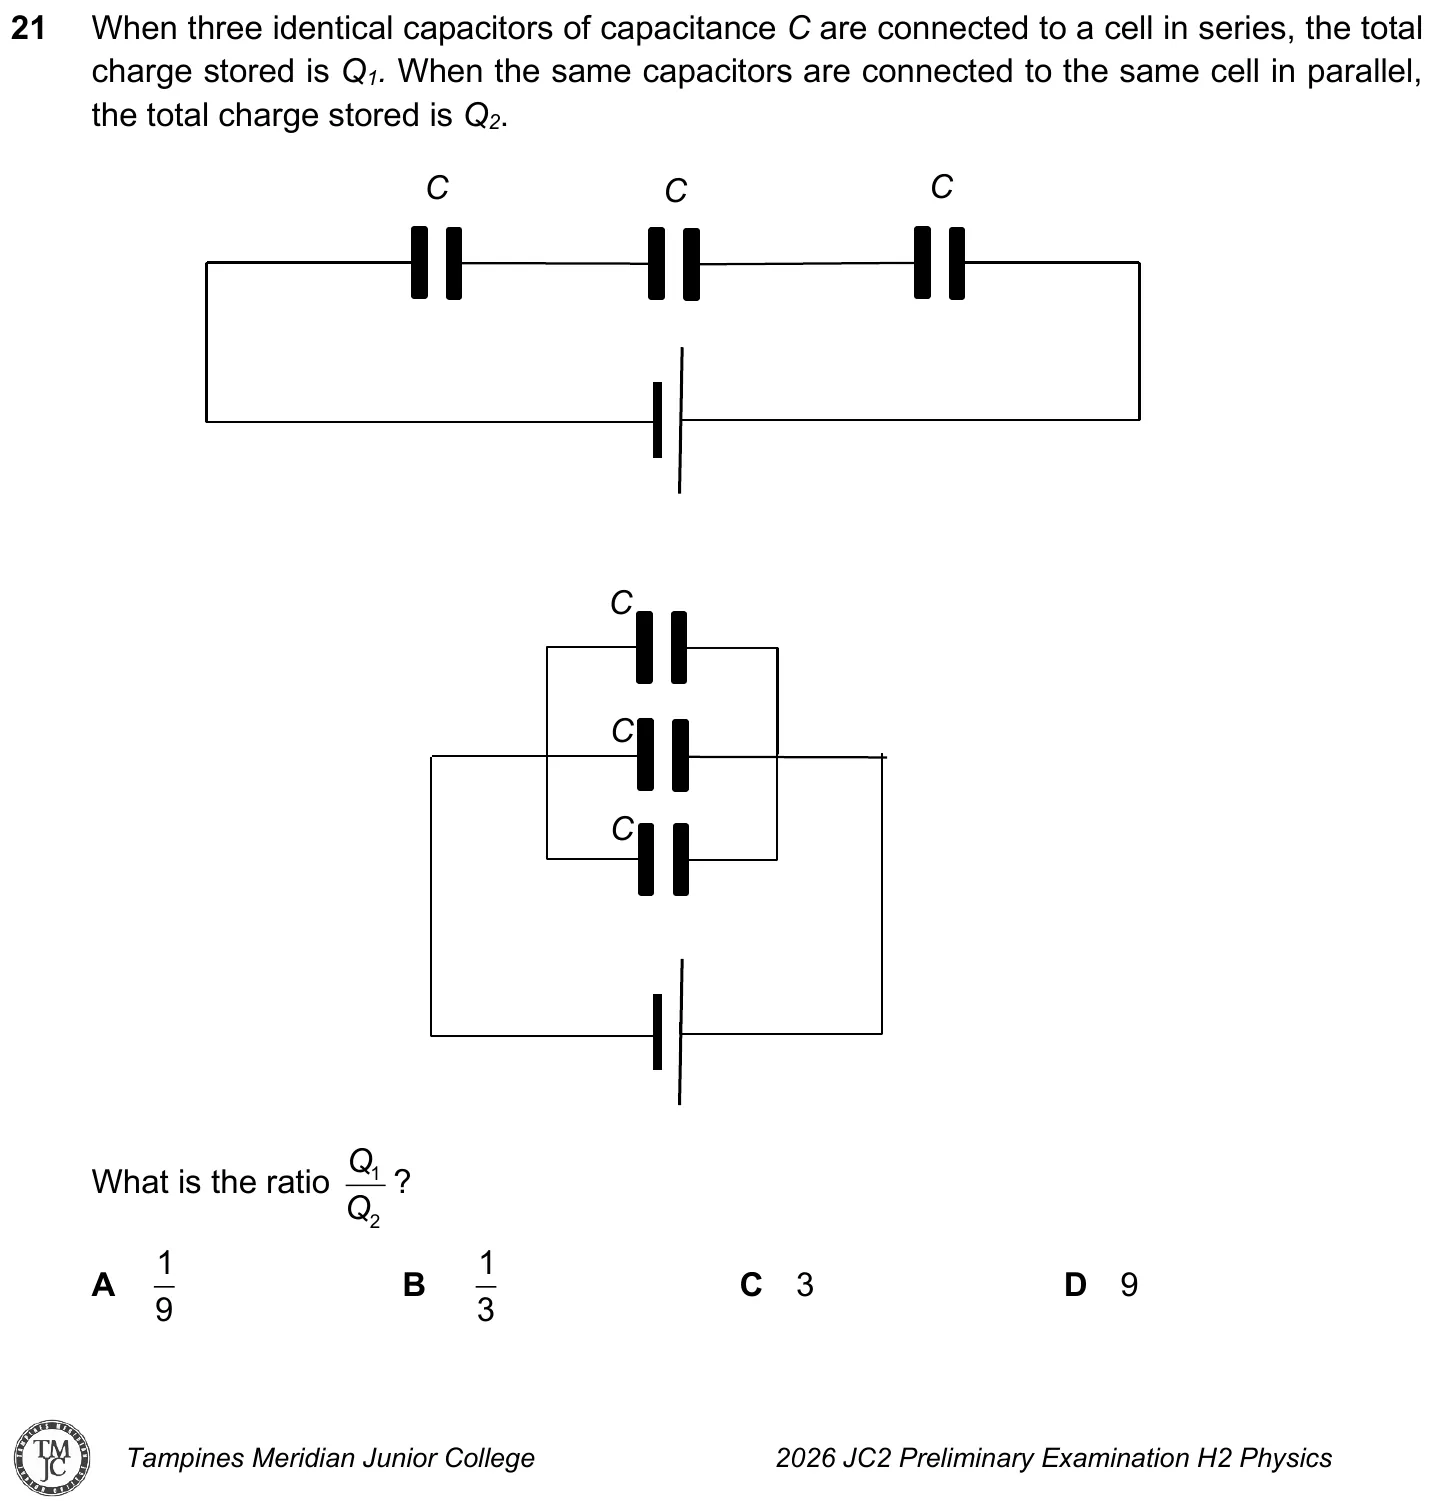 21 When three identical capacitors of capacitance C are connected to a cell in series, the total
charge stored is Q₁. When the same capacitors are connected to the same cell in parallel,
the total charge stored is Q₂.
C C C
C
C
C
What is the ratio Q₁/Q₂ ?
A 1/9 B 1/3 C 3 D 9
TM
JC
Tampines Meridian Junior College 2026 JC2 Preliminary Examination H2 Physics